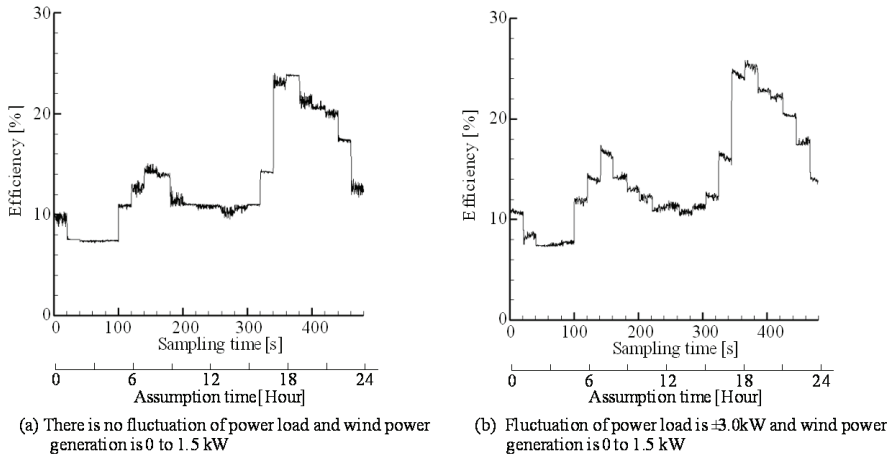 30
20
10
0
Efficiency [%]
0 100 200 300 400
Sampling time [s]
0 6 12 18 24
Assumption time [Hour]
(a) There is no fluctuation of power load and wind power
generation is 0 to 1.5 kW
30
20
10
0
Efficiency [%]
0 100 200 300 400
Sampling time [s]
0 6 12 18 24
Assumption time [Hour]
(b) Fluctuation of power load is ±3.0kW and wind power
generation is 0 to 1.5 kW